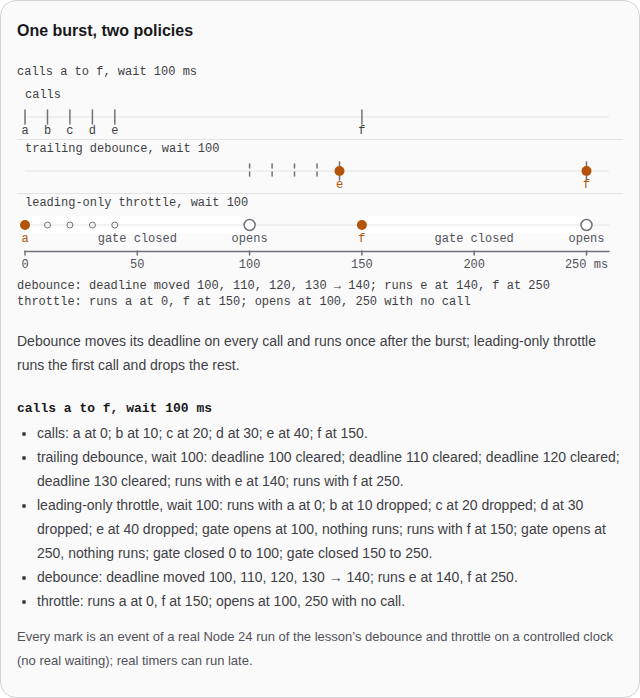 One burst, two policies
calls a to f, wait 100 ms
calls
a b c d e f
trailing debounce, wait 100
e f
leading-only throttle, wait 100
a gate closed opens f gate closed opens
0 50 100 150 200 250 ms
debounce: deadline moved 100, 110, 120, 130 → 140; runs e at 140, f at 250
throttle: runs a at 0, f at 150; opens at 100, 250 with no call
Debounce moves its deadline on every call and runs once after the burst; leading-only throttle
runs the first call and drops the rest.
calls a to f, wait 100 ms
• calls: a at 0; b at 10; c at 20; d at 30; e at 40; f at 150.
• trailing debounce, wait 100: deadline 100 cleared; deadline 110 cleared; deadline 120 cleared;
deadline 130 cleared; runs with e at 140; runs with f at 250.
• leading-only throttle, wait 100: runs with a at 0; b at 10 dropped; c at 20 dropped; d at 30
dropped; e at 40 dropped; gate opens at 100, nothing runs; runs with f at 150; gate opens at
250, nothing runs; gate closed 0 to 100; gate closed 150 to 250.
• debounce: deadline moved 100, 110, 120, 130 → 140; runs e at 140, f at 250.
• throttle: runs a at 0, f at 150; opens at 100, 250 with no call.
Every mark is an event of a real Node 24 run of the lesson’s debounce and throttle on a controlled clock
(no real waiting); real timers can run late.